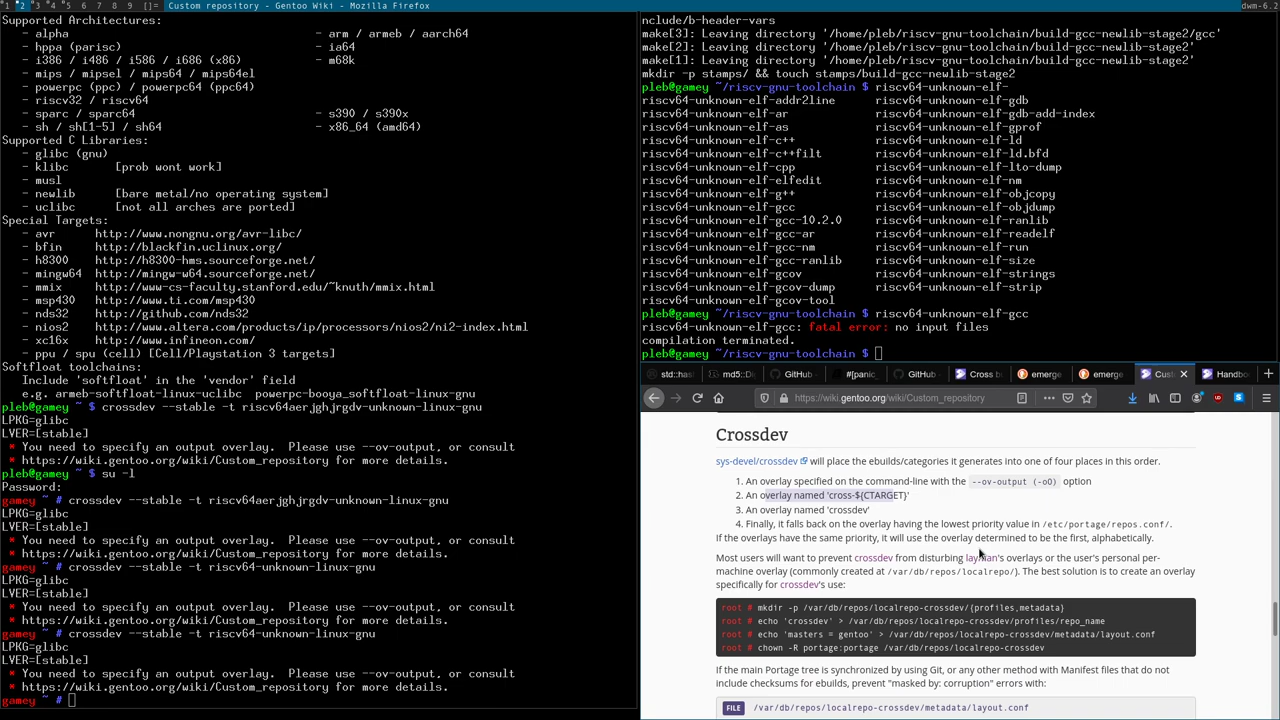 1 2 3 4 5 6 7 8 9 []= Custom repository - Gentoo Wiki - Mozilla Firefox dwm-6.2
Supported Architectures:
- alpha - arm / armeb / aarch64
- hppa (parisc) - ia64
- i386 / i486 / i586 / i686 (x86) - m68k
- mips / mipsel / mips64 / mips64el
- powerpc (ppc) / powerpc64 (ppc64)
- riscv32 / riscv64
- sparc / sparc64 - s390 / s390x
- sh / sh[1-5] / sh64 - x86_64 (amd64)
Supported C Libraries:
- glibc (gnu)
- klibc [prob wont work]
- musl
- newlib [bare metal/no operating system]
- uclibc [not all arches are ported]
Special Targets:
- avr http://www.nongnu.org/avr-libc/
- bfin http://blackfin.uclinux.org/
- h8300 http://h8300-hms.sourceforge.net/
- mingw64 http://mingw-w64.sourceforge.net/
- mmix http://www-cs-faculty.stanford.edu/~knuth/mmix.html
- msp430 http://www.ti.com/msp430
- nds32 http://github.com/nds32
- nios2 http://www.altera.com/products/ip/processors/nios2/ni2-index.html
- xc16x http://www.infineon.com/
- ppu / spu (cell) [Cell/Playstation 3 targets]
Softfloat toolchains:
Include 'softfloat' in the 'vendor' field
e.g. armeb-softfloat-linux-uclibc powerpc-booya_softfloat-linux-gnu
pleb@gamey ~ $ crossdev --stable -t riscv64aerjghjrgdv-unknown-linux-gnu
LPKG=glibc
LVER=[stable]
* You need to specify an output overlay. Please use --ov-output, or consult
* https://wiki.gentoo.org/wiki/Custom_repository for more details.
pleb@gamey ~ $ su -l
Password:
gamey ~ # crossdev --stable -t riscv64aerjghjrgdv-unknown-linux-gnu
LPKG=glibc
LVER=[stable]
* You need to specify an output overlay. Please use --ov-output, or consult
* https://wiki.gentoo.org/wiki/Custom_repository for more details.
gamey ~ # crossdev --stable -t riscv64-unknown-linux-gnu
LPKG=glibc
LVER=[stable]
* You need to specify an output overlay. Please use --ov-output, or consult
* https://wiki.gentoo.org/wiki/Custom_repository for more details.
gamey ~ # crossdev --stable -t riscv64-unknown-linux-gnu
LPKG=glibc
LVER=[stable]
* You need to specify an output overlay. Please use --ov-output, or consult
* https://wiki.gentoo.org/wiki/Custom_repository for more details.
gamey ~ #
nclude/b-header-vars
make[3]: Leaving directory '/home/pleb/riscv-gnu-toolchain/build-gcc-newlib-stage2/gcc'
make[2]: Leaving directory '/home/pleb/riscv-gnu-toolchain/build-gcc-newlib-stage2'
make[1]: Leaving directory '/home/pleb/riscv-gnu-toolchain/build-gcc-newlib-stage2'
mkdir -p stamps/ && touch stamps/build-gcc-newlib-stage2
pleb@gamey ~/riscv-gnu-toolchain $ riscv64-unknown-elf-
riscv64-unknown-elf-addr2line riscv64-unknown-elf-gdb
riscv64-unknown-elf-ar riscv64-unknown-elf-gdb-add-index
riscv64-unknown-elf-as riscv64-unknown-elf-gprof
riscv64-unknown-elf-c++ riscv64-unknown-elf-ld
riscv64-unknown-elf-c++filt riscv64-unknown-elf-ld.bfd
riscv64-unknown-elf-cpp riscv64-unknown-elf-lto-dump
riscv64-unknown-elf-elfedit riscv64-unknown-elf-nm
riscv64-unknown-elf-g++ riscv64-unknown-elf-objcopy
riscv64-unknown-elf-gcc riscv64-unknown-elf-objdump
riscv64-unknown-elf-gcc-10.2.0 riscv64-unknown-elf-ranlib
riscv64-unknown-elf-gcc-ar riscv64-unknown-elf-readelf
riscv64-unknown-elf-gcc-nm riscv64-unknown-elf-run
riscv64-unknown-elf-gcc-ranlib riscv64-unknown-elf-size
riscv64-unknown-elf-gcov riscv64-unknown-elf-strings
riscv64-unknown-elf-gcov-dump riscv64-unknown-elf-strip
riscv64-unknown-elf-gcov-tool
pleb@gamey ~/riscv-gnu-toolchain $ riscv64-unknown-elf-gcc
riscv64-unknown-elf-gcc: fatal error: no input files
compilation terminated.
pleb@gamey ~/riscv-gnu-toolchain $
std::has md5::Di GitHub #[panic_ GitHub Cross bu emerge emerge Custo Handbo
https://wiki.gentoo.org/wiki/Custom_repository
Crossdev
sys-devel/crossdev will place the ebuilds/categories it generates into one of four places in this order.
1. An overlay specified on the command-line with the --ov-output (-oO) option
2. An overlay named 'cross-${CTARGET}'
3. An overlay named 'crossdev'
4. Finally, it falls back on the overlay having the lowest priority value in /etc/portage/repos.conf/.
If the overlays have the same priority, it will use the overlay determined to be the first, alphabetically.
Most users will want to prevent crossdev from disturbing layman's overlays or the user's personal per-
machine overlay (commonly created at /var/db/repos/localrepo/). The best solution is to create an overlay
specifically for crossdev's use:
root # mkdir -p /var/db/repos/localrepo-crossdev/{profiles,metadata}
root # echo 'crossdev' > /var/db/repos/localrepo-crossdev/profiles/repo_name
root # echo 'masters = gentoo' > /var/db/repos/localrepo-crossdev/metadata/layout.conf
root # chown -R portage:portage /var/db/repos/localrepo-crossdev
If the main Portage tree is synchronized by using Git, or any other method with Manifest files that do not
include checksums for ebuilds, prevent "masked by: corruption" errors with:
FILE /var/db/repos/localrepo-crossdev/metadata/layout.conf